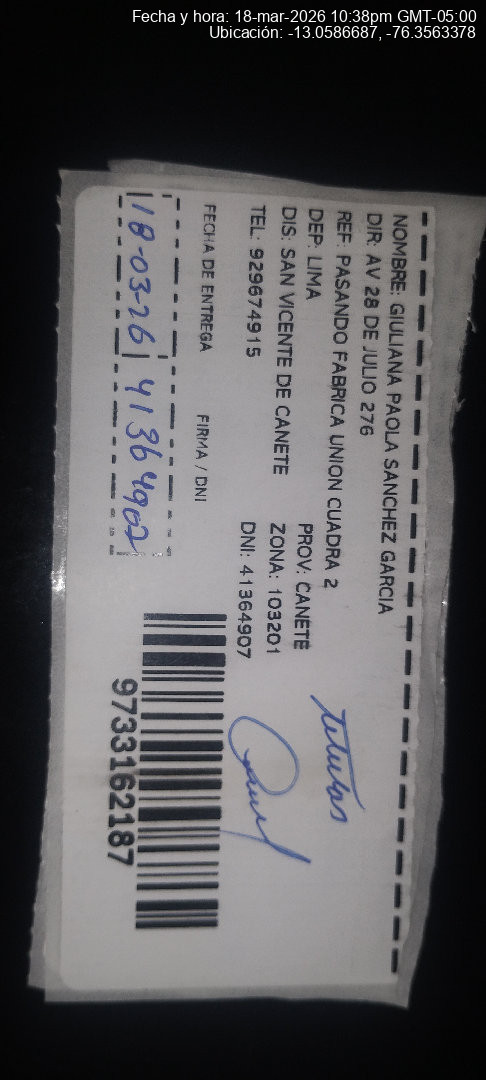 Fecha y hora: 18-mar-2026 10:38pm GMT-05:00
Ubicación: -13.0586687, -76.3563378
NOMBRE: GIULIANA PAOLA SANCHEZ GARCIA
DIR: AV 28 DE JULIO 276
REF: PASANDO FABRICA UNION CUADRA 2
DEP: LIMA PROV: CANETE
DIS: SAN VICENTE DE CANETE ZONA: 103201
TEL: 929674915 DNI: 41364907
FECHA DE ENTREGA FIRMA / DNI
18-03-26 41364907
9733162187